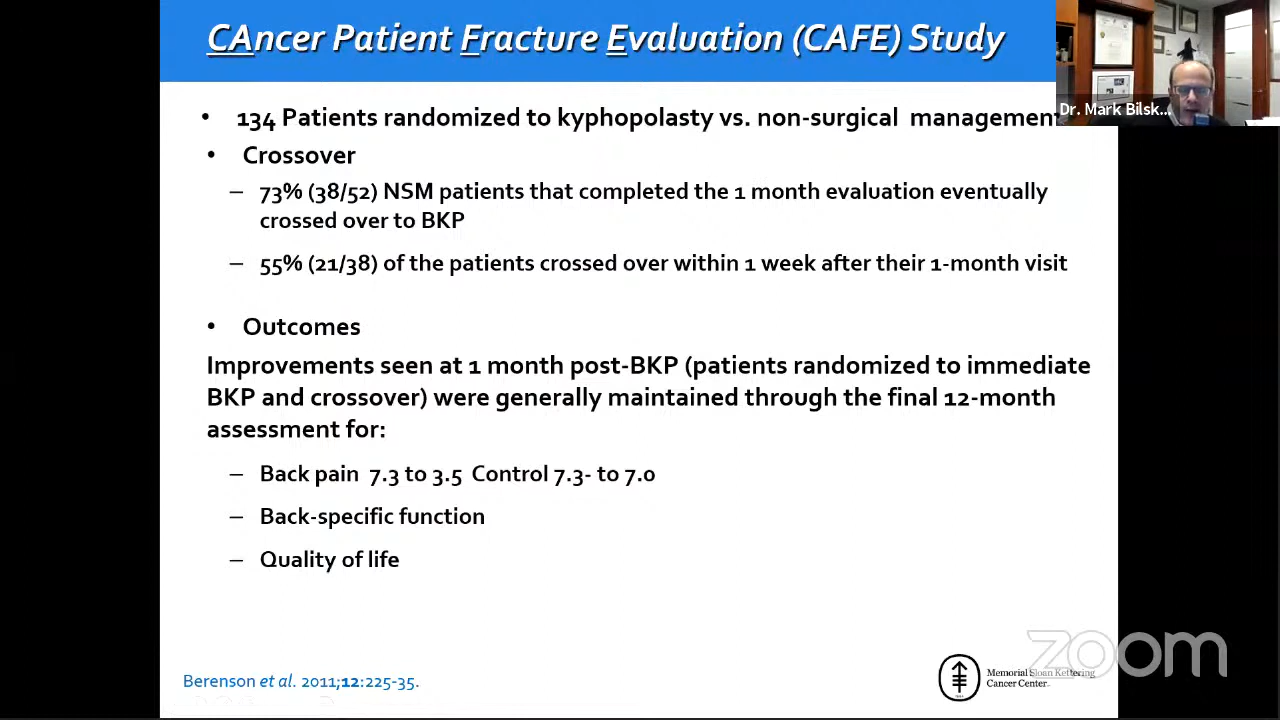 CAncer Patient Fracture Evaluation (CAFE) Study
Dr. Mark Bilsk...
• 134 Patients randomized to kyphopolasty vs. non-surgical management
• Crossover
– 73% (38/52) NSM patients that completed the 1 month evaluation eventually
crossed over to BKP
– 55% (21/38) of the patients crossed over within 1 week after their 1-month visit
• Outcomes
Improvements seen at 1 month post-BKP (patients randomized to immediate
BKP and crossover) were generally maintained through the final 12-month
assessment for:
– Back pain 7.3 to 3.5 Control 7.3- to 7.0
– Back-specific function
– Quality of life
zoom
Memorial Sloan Kettering
Cancer Center
Berenson et al. 2011;12:225-35.